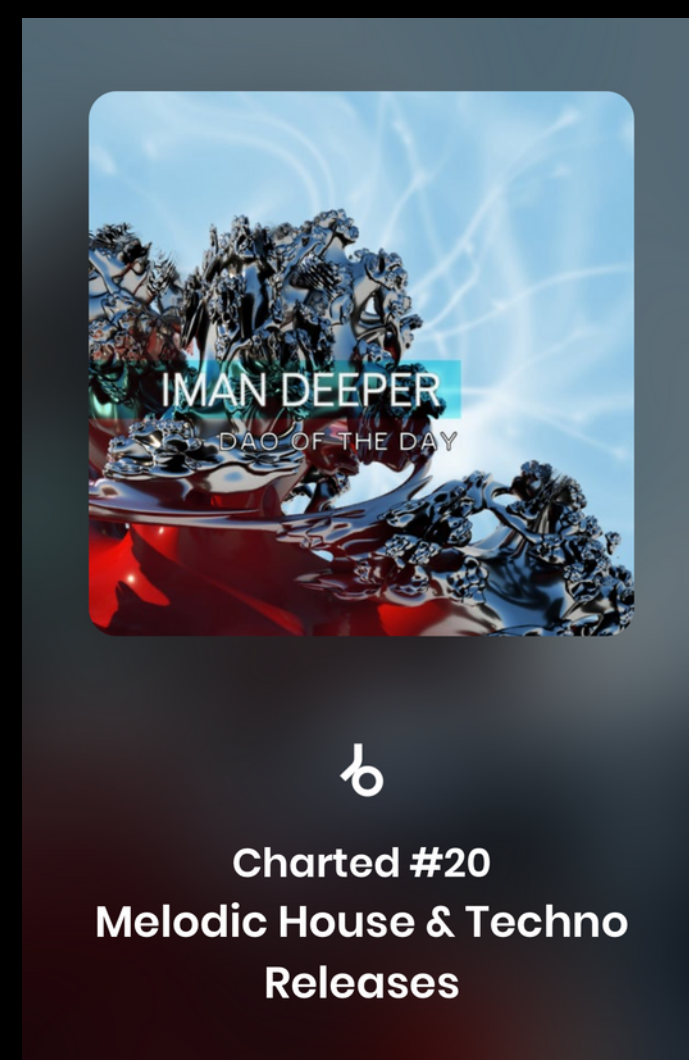 IMAN DEEPER
DAO OF THE DAY
Charted #20
Melodic House & Techno
Releases